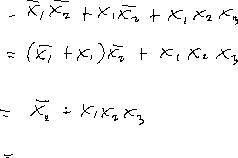 = x̄₁x̄₂ + x₁x̄₂ + x₁x₂x₃
= (x̄₁ + x₁)x̄₂ + x₁x₂x₃
= x̄₂ + x₁x₂x₃
=